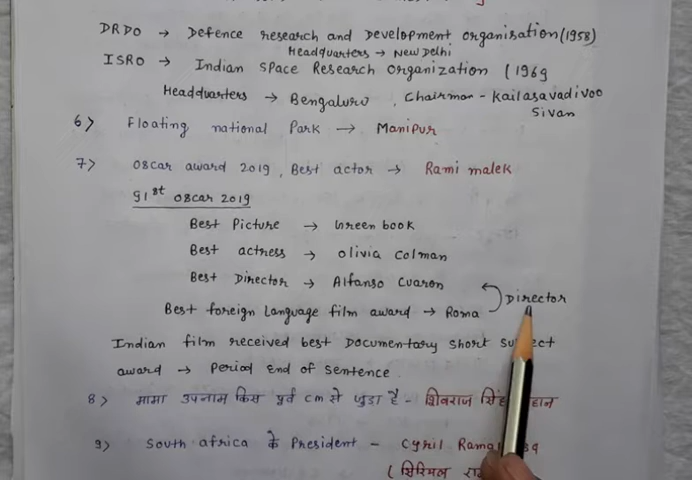 DRDO → Defence research and Development organisation (1958)
Headquarters → New Delhi
ISRO → Indian Space Research Organization (1969
Headquarters → Bengaluru, Chairman - Kailasavadivoo
Sivan
6> Floating national Park → Manipur
7> Oscar award 2019, Best actor → Rami malek
91st Oscar 2019
Best Picture → Green book
Best actress → Olivia Colman
Best Director → Alfonso Cuaron
Director
Best foreign Language film award → Roma
Indian film received best Documentary short subject
award → Period end of sentence.
8> मामा उपनाम किस पूर्व cm से जुड़ा है - शिवराज सिंह
9> South africa के President - Cyril
(सिरिमल